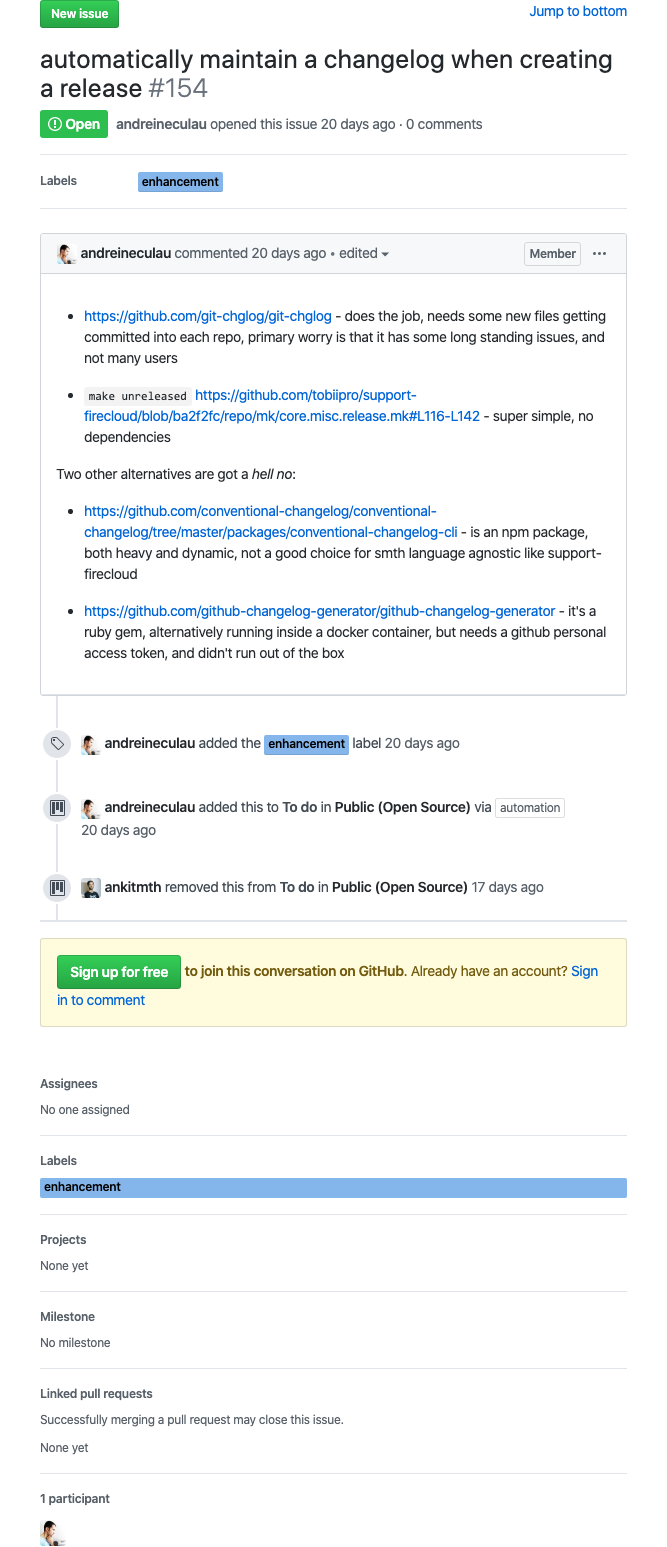 New issue
Jump to bottom
automatically maintain a changelog when creating
a release #154
Open andreineculau opened this issue 20 days ago · 0 comments
Labels enhancement
andreineculau commented 20 days ago • edited Member ...
• https://github.com/git-chglog/git-chglog - does the job, needs some new files getting
committed into each repo, primary worry is that it has some long standing issues, and
not many users
• make unreleased https://github.com/tobiipro/support-
firecloud/blob/ba2f2fc/repo/mk/core.misc.release.mk#L116-L142 - super simple, no
dependencies
Two other alternatives are got a hell no:
• https://github.com/conventional-changelog/conventional-
changelog/tree/master/packages/conventional-changelog-cli - is an npm package,
both heavy and dynamic, not a good choice for smth language agnostic like support-
firecloud
• https://github.com/github-changelog-generator/github-changelog-generator - it's a
ruby gem, alternatively running inside a docker container, but needs a github personal
access token, and didn't run out of the box
andreineculau added the enhancement label 20 days ago
andreineculau added this to To do in Public (Open Source) via automation
20 days ago
ankitmth removed this from To do in Public (Open Source) 17 days ago
Sign up for free to join this conversation on GitHub. Already have an account? Sign
in to comment
Assignees
No one assigned
Labels
enhancement
Projects
None yet
Milestone
No milestone
Linked pull requests
Successfully merging a pull request may close this issue.
None yet
1 participant